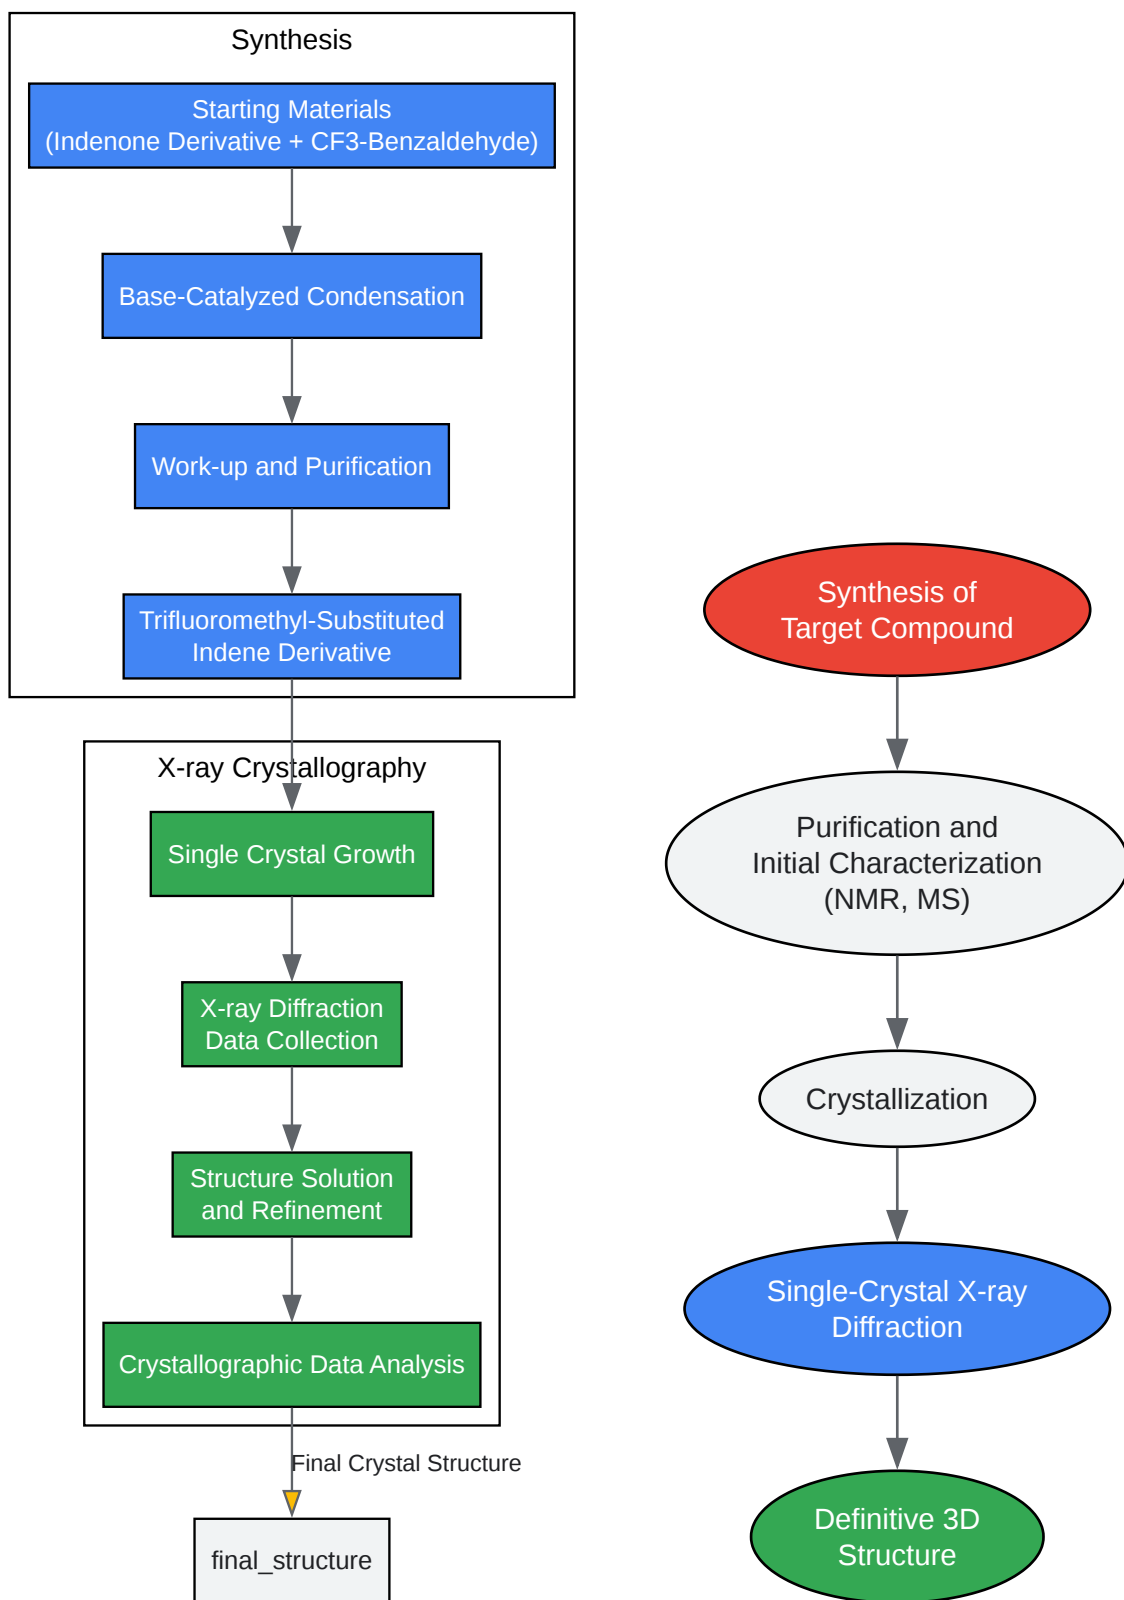 Synthesis
Starting Materials
(Indenone Derivative + CF3-Benzaldehyde)
Base-Catalyzed Condensation
Work-up and Purification
Trifluoromethyl-Substituted
Indene Derivative
X-ray Crystallography
Single Crystal Growth
X-ray Diffraction
Data Collection
Structure Solution
and Refinement
Crystallographic Data Analysis
Final Crystal Structure
final_structure
Synthesis of
Target Compound
Purification and
Initial Characterization
(NMR, MS)
Crystallization
Single-Crystal X-ray
Diffraction
Definitive 3D
Structure